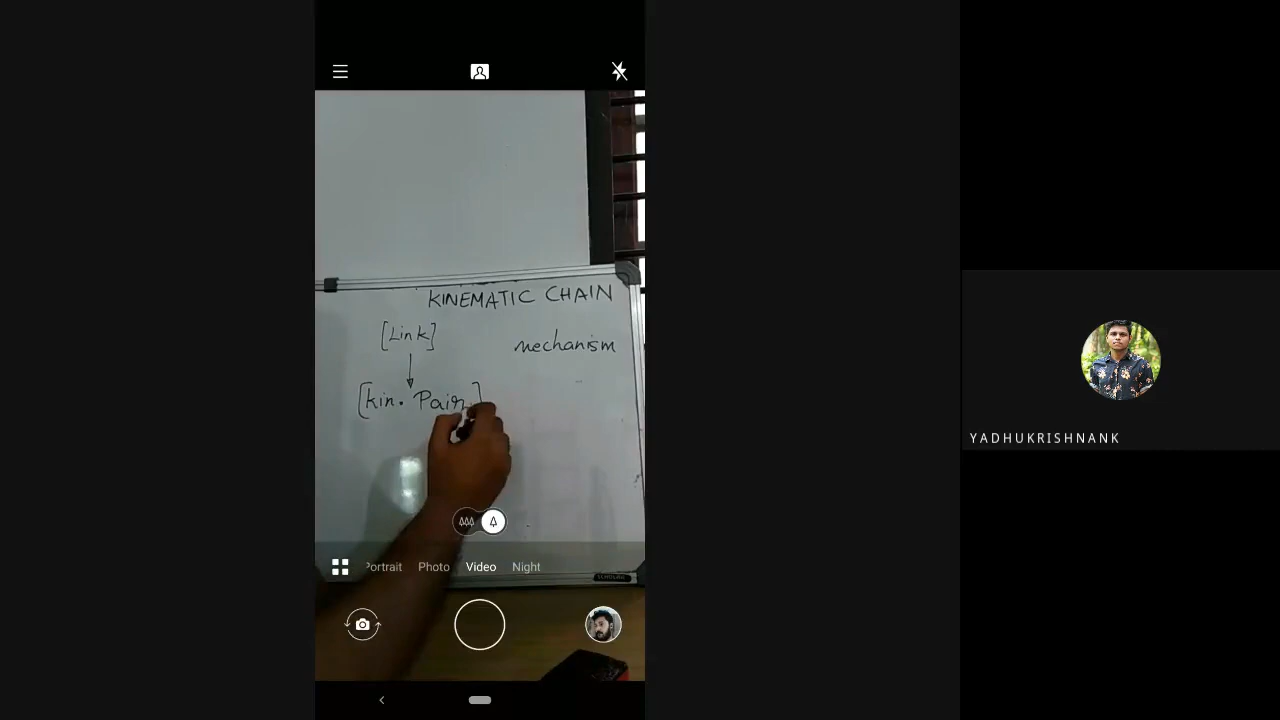 KINEMATIC CHAIN
[Link]
mechanism
[kin. Pair]
Portrait Photo Video Night
YADHUKRISHNANK